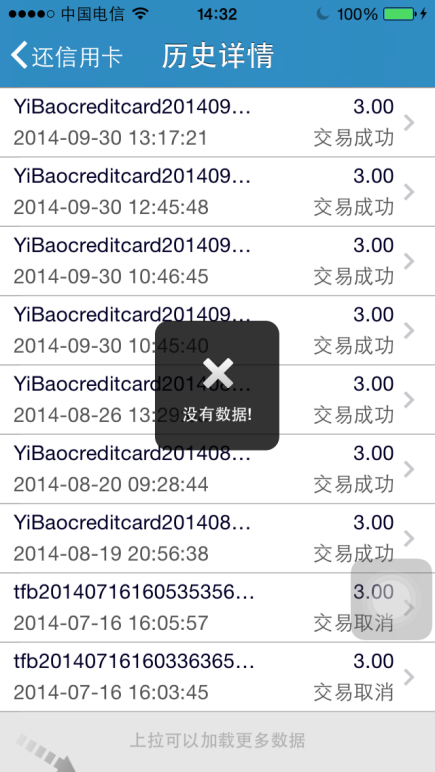 中国电信 14:32 100%
还信用卡 历史详情
YiBaocreditcard201409... 3.00
2014-09-30 13:17:21 交易成功
YiBaocreditcard201409... 3.00
2014-09-30 12:45:48 交易成功
YiBaocreditcard201409... 3.00
2014-09-30 10:46:45 交易成功
YiBaocreditcard201409... 3.00
2014-09-30 10:45:40 交易成功
YiBaocreditcard201408... 3.00
2014-08-26 13:29 交易成功
没有数据!
YiBaocreditcard201408... 3.00
2014-08-20 09:28:44 交易成功
YiBaocreditcard201408... 3.00
2014-08-19 20:56:38 交易成功
tfb20140716160535356... 3.00
2014-07-16 16:05:57 交易取消
tfb20140716160336365... 3.00
2014-07-16 16:03:45 交易取消
上拉可以加载更多数据